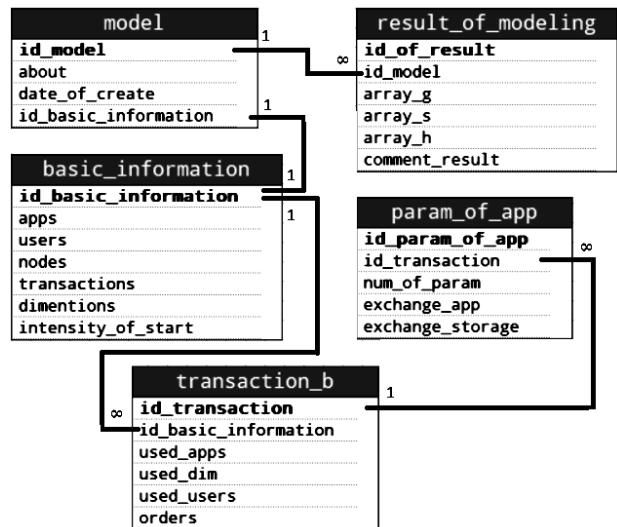 model
id_model
about
date_of_create
id_basic_information
1
∞
1
result_of_modeling
id_of_result
id_model
array_g
array_s
array_h
comment_result
basic_information
id_basic_information
apps
users
nodes
transactions
dimentions
intensity_of_start
1
1
param_of_app
id_param_of_app
id_transaction
num_of_param
exchange_app
exchange_storage
∞
transaction_b
id_transaction
id_basic_information
used_apps
used_dim
used_users
orders
∞
1